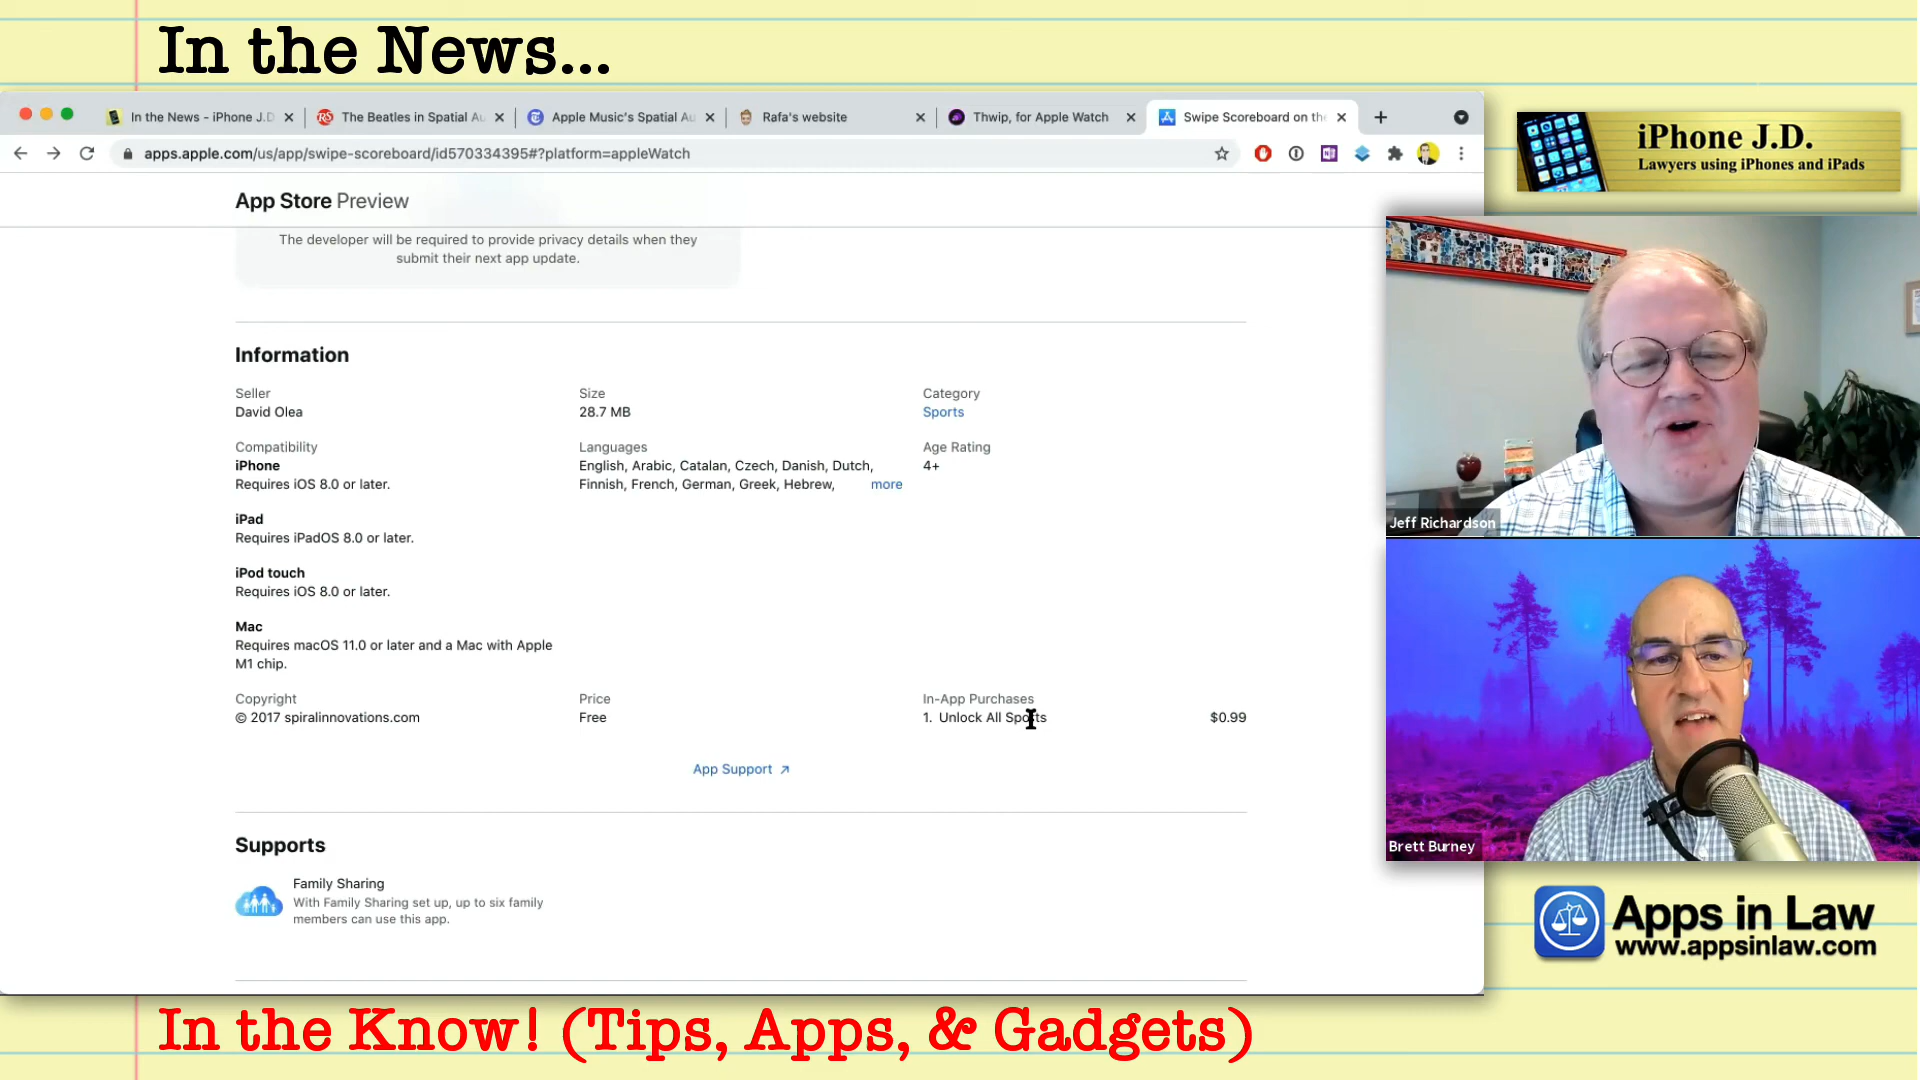 In the News...
In the News - iPhone J.D
The Beatles in Spatial Au
Apple Music's Spatial Au
Rafa's website
Thwip, for Apple Watch
Swipe Scoreboard on the
apps.apple.com/us/app/swipe-scoreboard/id570334395#?platform=appleWatch
iPhone J.D.
Lawyers using iPhones and iPads
App Store Preview
The developer will be required to provide privacy details when they
submit their next app update.
Information
Seller
David Olea
Size
28.7 MB
Category
Sports
Compatibility
iPhone
Requires iOS 8.0 or later.
Languages
English, Arabic, Catalan, Czech, Danish, Dutch,
Finnish, French, German, Greek, Hebrew, more
Age Rating
4+
iPad
Requires iPadOS 8.0 or later.
iPod touch
Requires iOS 8.0 or later.
Mac
Requires macOS 11.0 or later and a Mac with Apple
M1 chip.
Copyright
© 2017 spiralinnovations.com
Price
Free
In-App Purchases
1. Unlock All Sports $0.99
App Support ↗
Supports
Family Sharing
With Family Sharing set up, up to six family
members can use this app.
Jeff Richardson
Brett Burney
Apps in Law
www.appsinlaw.com
In the Know! (Tips, Apps, & Gadgets)